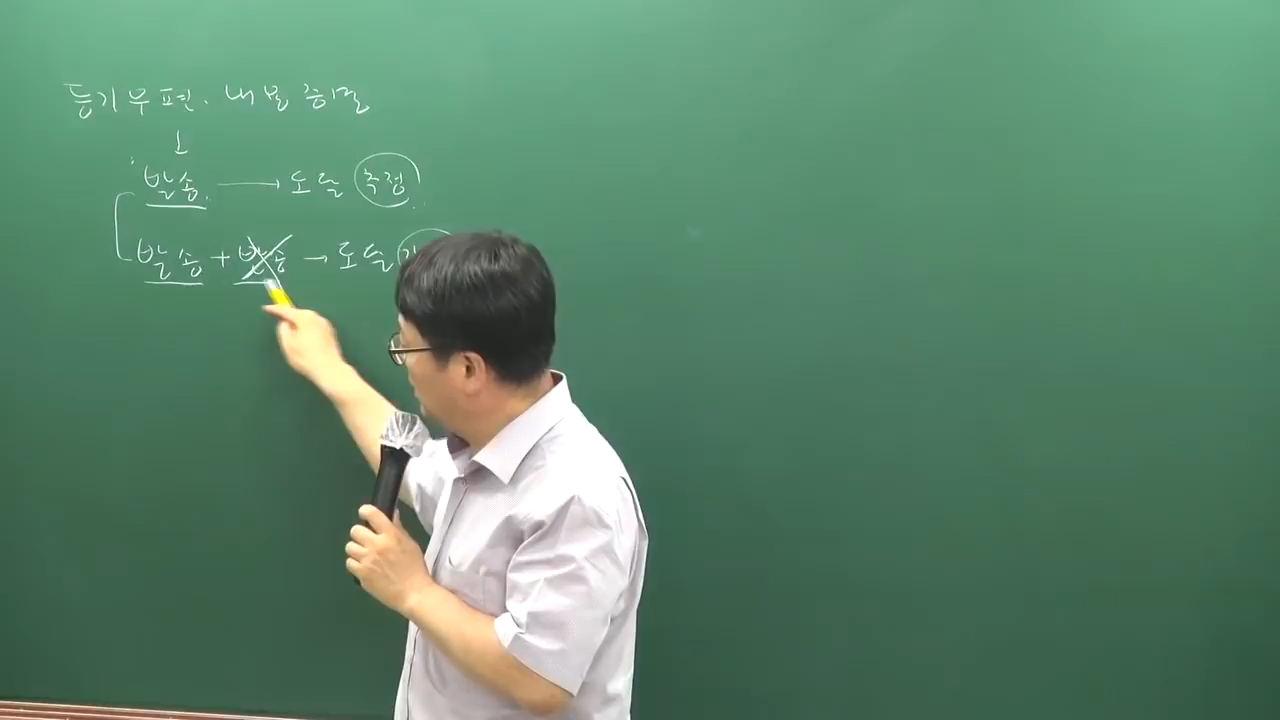 등기우편. 내용증명
↓
발송. → 도달 추정
발송 + 반송 → 도달